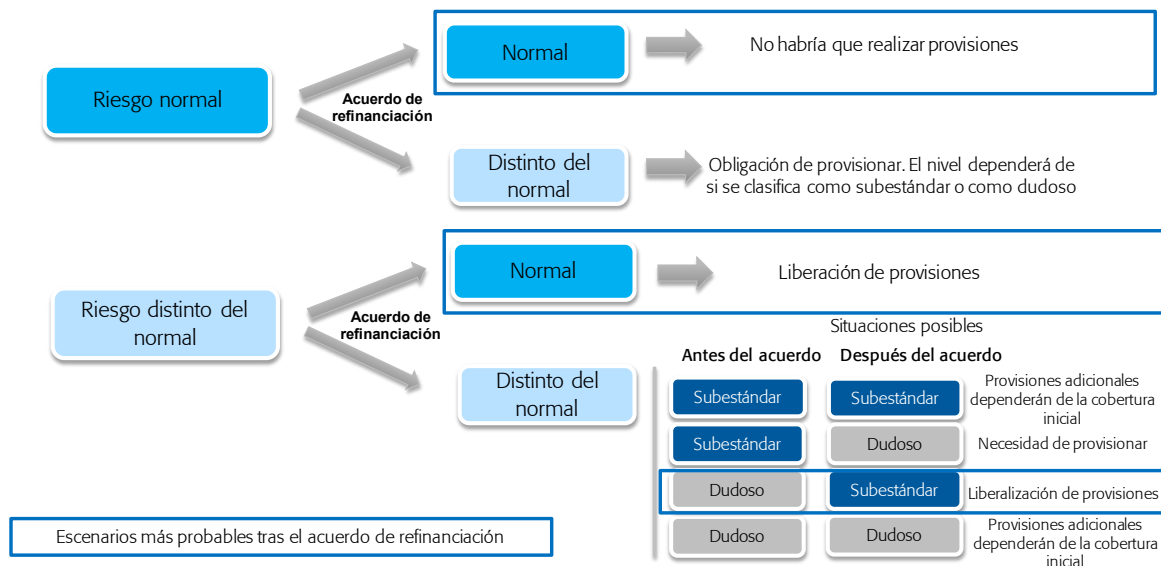 Riesgo normal
Acuerdo de
refinanciación
Normal
No habría que realizar provisiones
Distinto del
normal
Obligación de provisionar. El nivel dependerá de
si se clasifica como subestándar o como dudoso
Riesgo distinto del
normal
Acuerdo de
refinanciación
Normal
Liberación de provisiones
Distinto del
normal
Situaciones posibles
Antes del acuerdo Después del acuerdo
Subestándar Subestándar
Provisiones adicionales
dependerán de la cobertura
inicial
Subestándar Dudoso Necesidad de provisionar
Dudoso Subestándar Liberalización de provisiones
Dudoso Dudoso
Provisiones adicionales
dependerán de la cobertura
inicial
Escenarios más probables tras el acuerdo de refinanciación